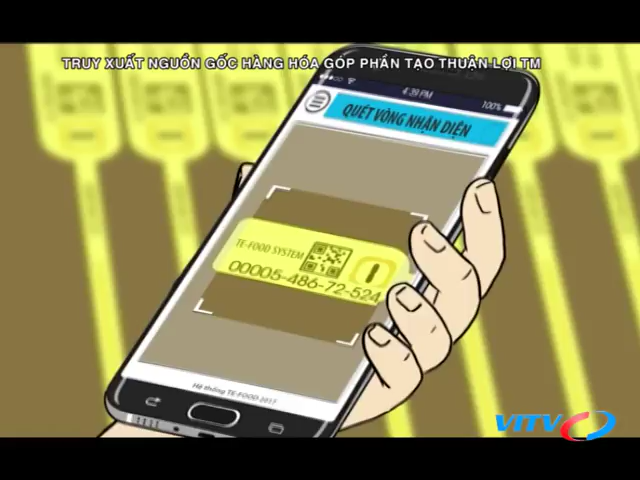 TRUY XUẤT NGUỒN GỐC HÀNG HÓA GÓP PHẦN TẠO THUẬN LỢI TM
4:39 PM
100%
QUÉT VÒNG NHẬN DIỆN
TE-FOOD SYSTEM
00005-486-72-524
Hệ thống TE-FOOD 2017
VITV